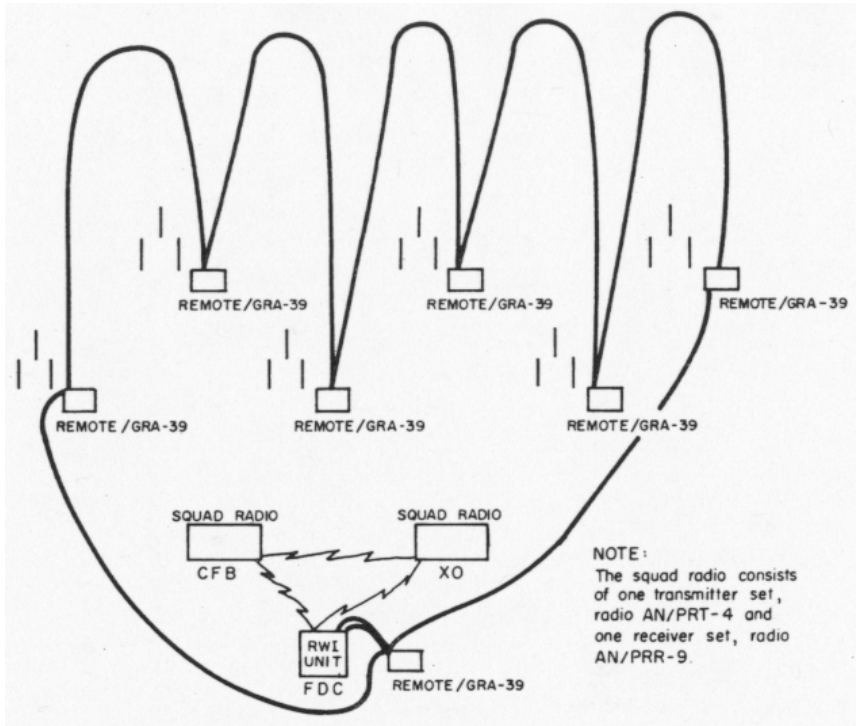 REMOTE/GRA-39
REMOTE/GRA-39
REMOTE/GRA-39
REMOTE/GRA-39
REMOTE/GRA-39
REMOTE/GRA-39
SQUAD RADIO
SQUAD RADIO
CFB
XO
NOTE:
The squad radio consists
of one transmitter set,
radio AN/PRT-4 and
one receiver set, radio
AN/PRR-9.
RWI
UNIT
FDC
REMOTE/GRA-39